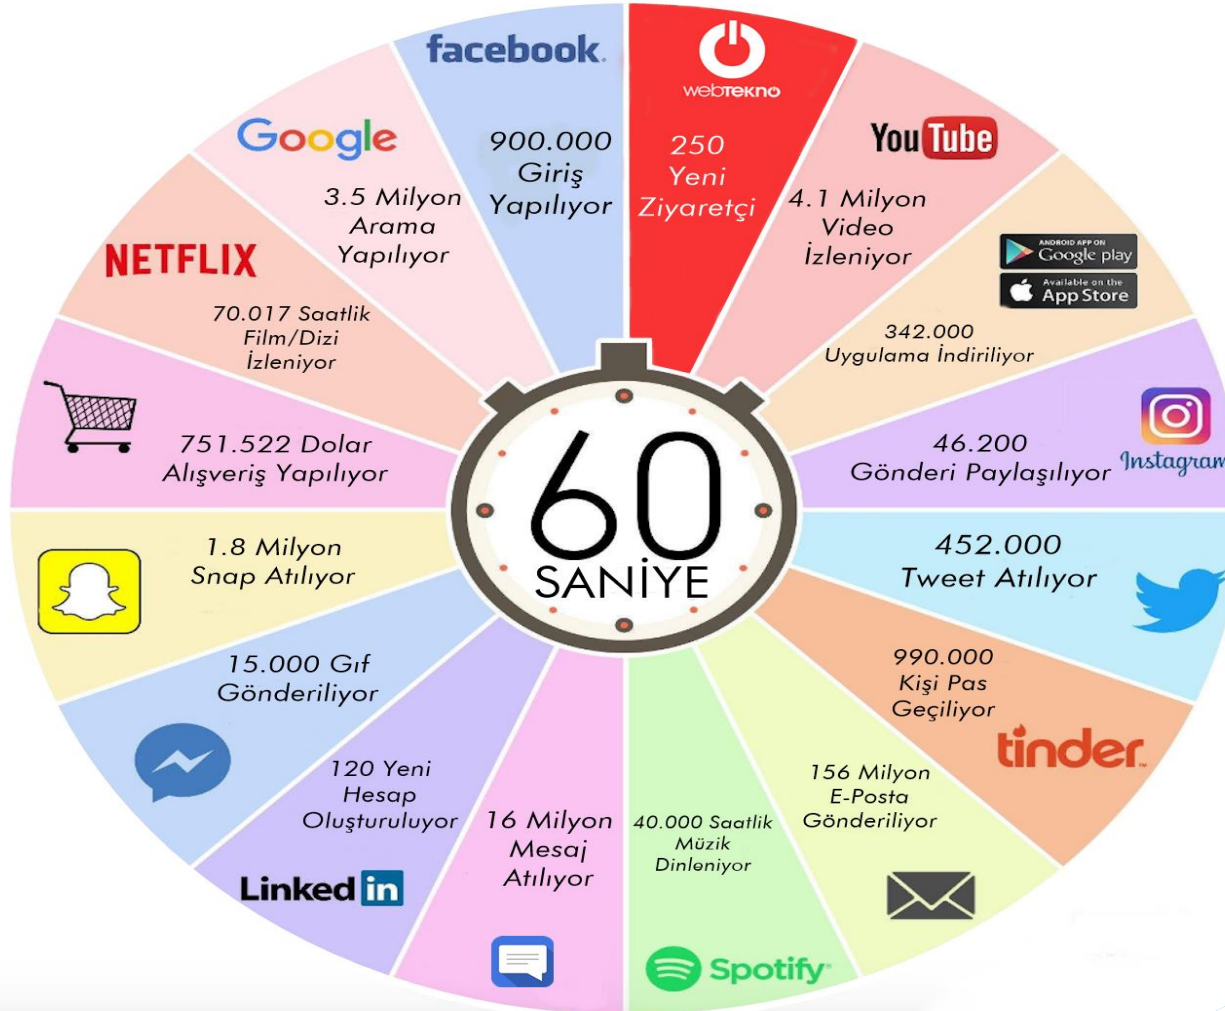 facebook.
900.000
Giriş
Yapılıyor
webTEKNO
250
Yeni
Ziyaretçi
YouTube
4.1 Milyon
Video
İzleniyor
ANDROID APP ON
Google play
Available on the
App Store
342.000
Uygulama İndiriliyor
Instagram
46.200
Gönderi Paylaşılıyor
452.000
Tweet Atılıyor
990.000
Kişi Pas
Geçiliyor
tinder
156 Milyon
E-Posta
Gönderiliyor
40.000 Saatlik
Müzik
Dinleniyor
Spotify
16 Milyon
Mesaj
Atılıyor
120 Yeni
Hesap
Oluşturuluyor
Linked in
15.000 Gıf
Gönderiliyor
1.8 Milyon
Snap Atılıyor
751.522 Dolar
Alışveriş Yapılıyor
NETFLIX
70.017 Saatlik
Film/Dizi
İzleniyor
Google
3.5 Milyon
Arama
Yapılıyor
60
SANİYE